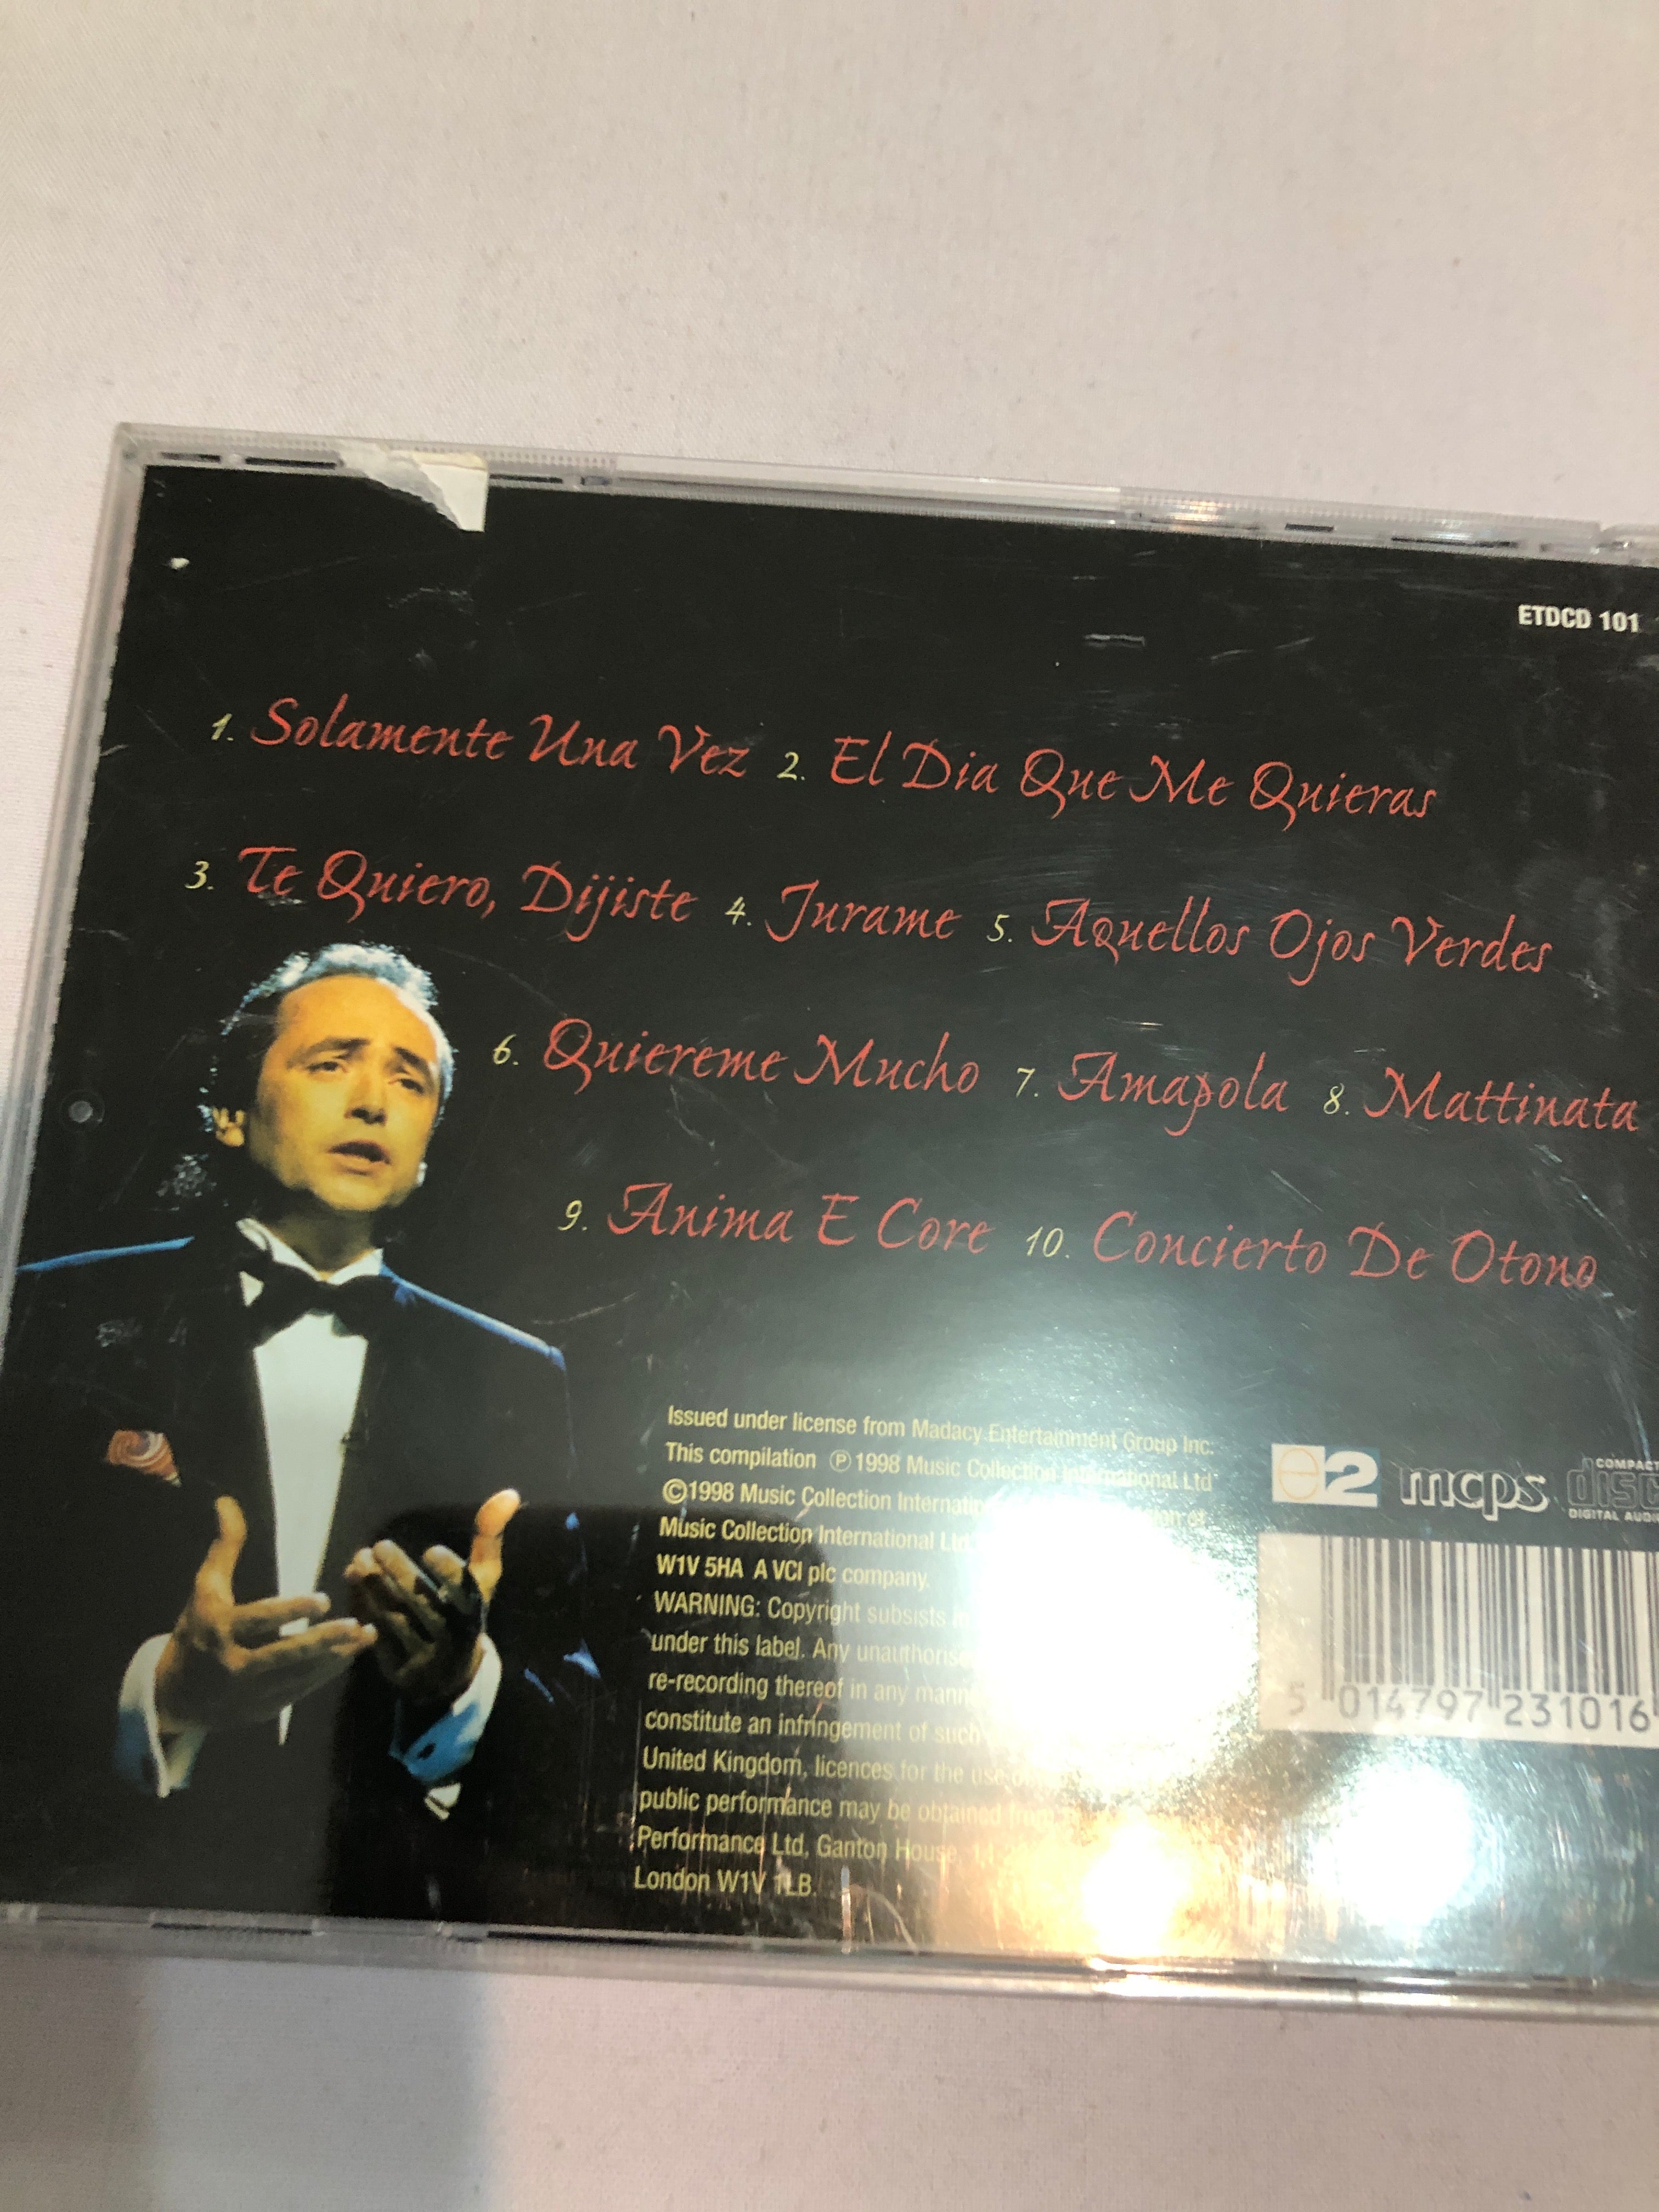 ETDCD 101
1. Solamente Una Vez 2. El Dia Que Me Quieras
3. Te Quiero, Dijiste 4. Jurame 5. Aquellos Ojos Verdes
6. Quiereme Mucho 7. Amapola 8. Mattinata
9. Anima E Core 10. Concierto De Otono
Issued under license from Madacy Entertainment Group Inc.
This compilation ℗1998 Music Collection International Ltd
©1998 Music Collection
Music Collection International Ltd
W1V 5HA A VCI plc company.
WARNING: Copyright subsists
under this label. Any
re-recording thereof in any
constitute an infringement of such
United Kingdom, licences for the use
public performance may be obtained from
Performance Ltd, Ganton House,
London W1V 1LB.
e2 mcps
COMPACT
disc
DIGITAL AUDIO
5 014797 231016